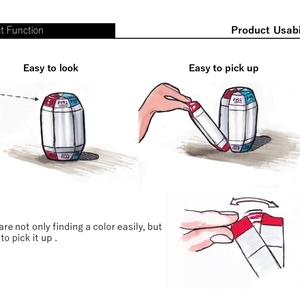 ct Function
Product Usabi
Easy to look
Easy to pick up
are not only finding a color easily, but
to pick it up .